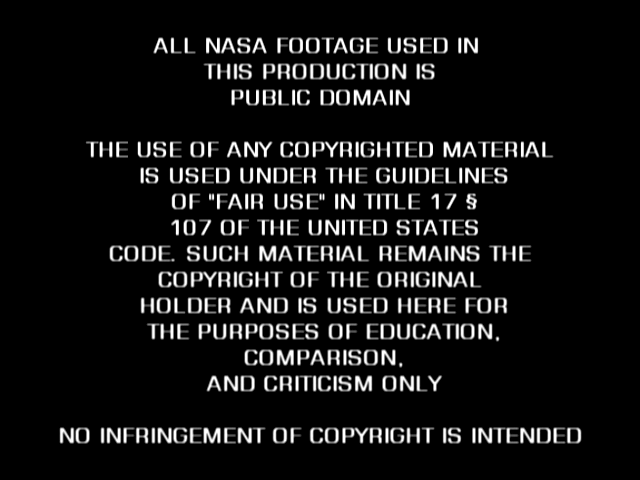 ALL NASA FOOTAGE USED IN
THIS PRODUCTION IS
PUBLIC DOMAIN
THE USE OF ANY COPYRIGHTED MATERIAL
IS USED UNDER THE GUIDELINES
OF "FAIR USE" IN TITLE 17 §
107 OF THE UNITED STATES
CODE. SUCH MATERIAL REMAINS THE
COPYRIGHT OF THE ORIGINAL
HOLDER AND IS USED HERE FOR
THE PURPOSES OF EDUCATION,
COMPARISON,
AND CRITICISM ONLY
NO INFRINGEMENT OF COPYRIGHT IS INTENDED